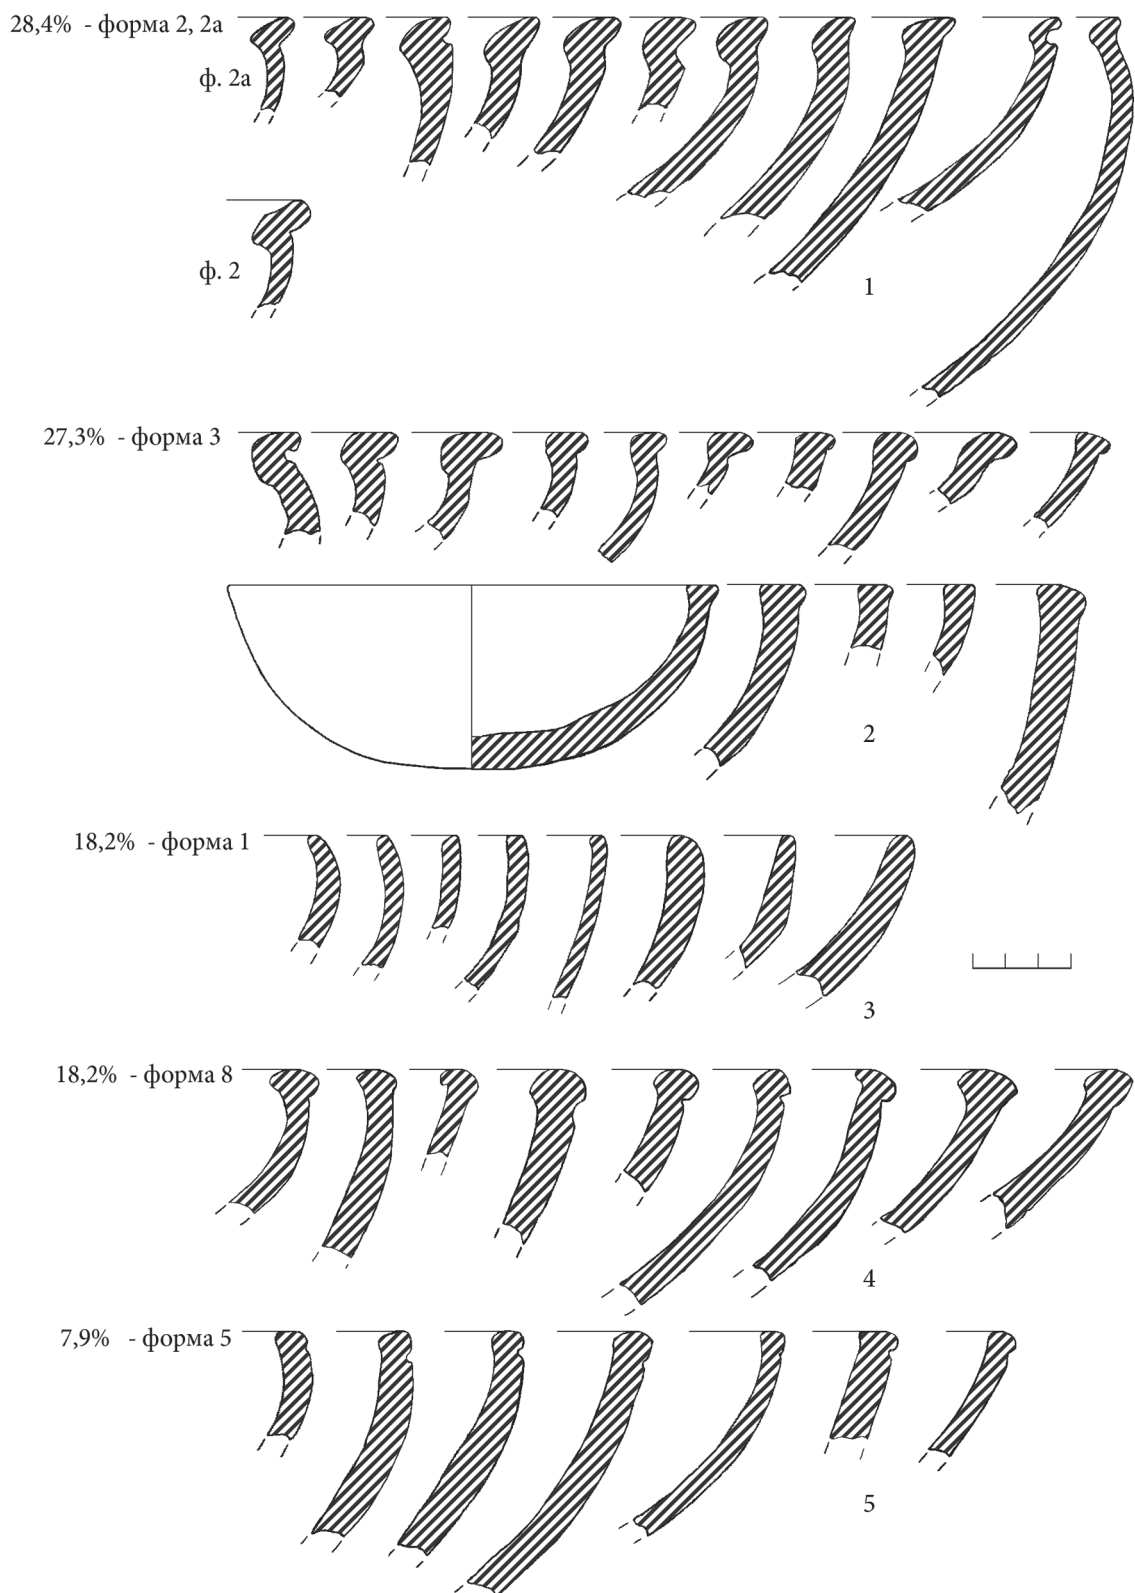 28,4% - форма 2, 2а
ф. 2а
ф. 2
1
27,3% - форма 3
2
18,2% - форма 1
3
18,2% - форма 8
4
7,9% - форма 5
5